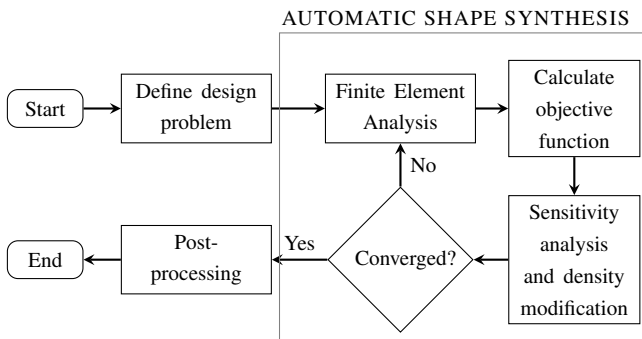 AUTOMATIC SHAPE SYNTHESIS
Start
Define design
problem
Finite Element
Analysis
Calculate
objective
function
No
End
Post-
processing
Yes
Converged?
Sensitivity
analysis
and density
modification